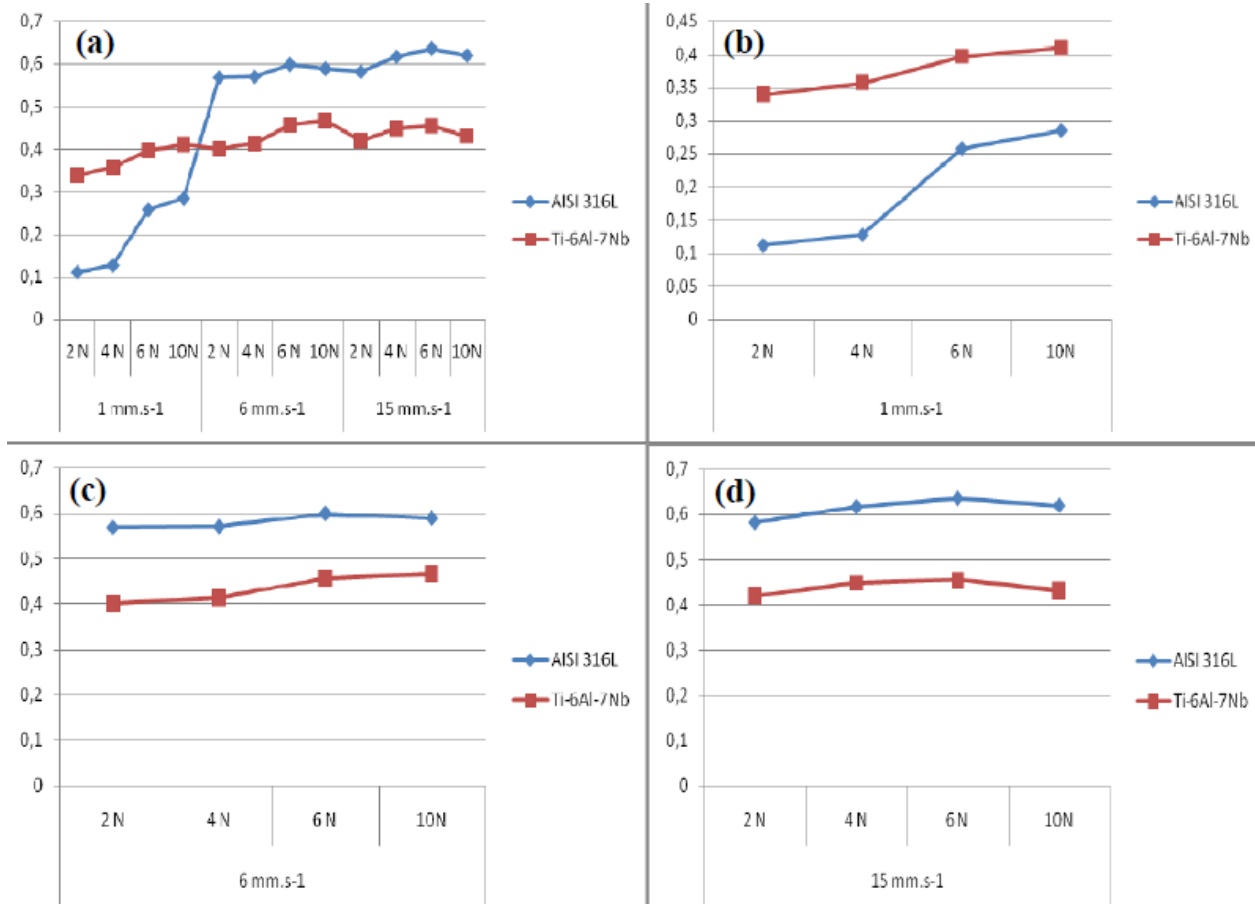 (a)
0,7
0,6
0,5
0,4
0,3
0,2
0,1
0
2 N 4 N 6 N 10N 2 N 4 N 6 N 10N 2 N 4 N 6 N 10N
1 mm.s-1 6 mm.s-1 15 mm.s-1
AISI 316L
Ti-6Al-7Nb
(b)
0,45
0,4
0,35
0,3
0,25
0,2
0,15
0,1
0,05
0
2 N 4 N 6 N 10N
1 mm.s-1
AISI 316L
Ti-6Al-7Nb
(c)
0,7
0,6
0,5
0,4
0,3
0,2
0,1
0
2 N 4 N 6 N 10N
6 mm.s-1
AISI 316L
Ti-6Al-7Nb
(d)
0,7
0,6
0,5
0,4
0,3
0,2
0,1
0
2 N 4 N 6 N 10N
15 mm.s-1
AISI 316L
Ti-6Al-7Nb